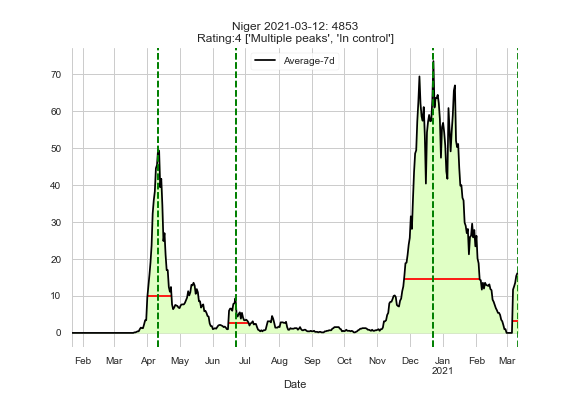 Niger 2021-03-12: 4853
Rating:4 ['Multiple peaks', 'In control']
Average-7d
70
60
50
40
30
20
10
0
Feb Mar Apr May Jun Jul Aug Sep Oct Nov Dec Jan Feb Mar
2021
Date